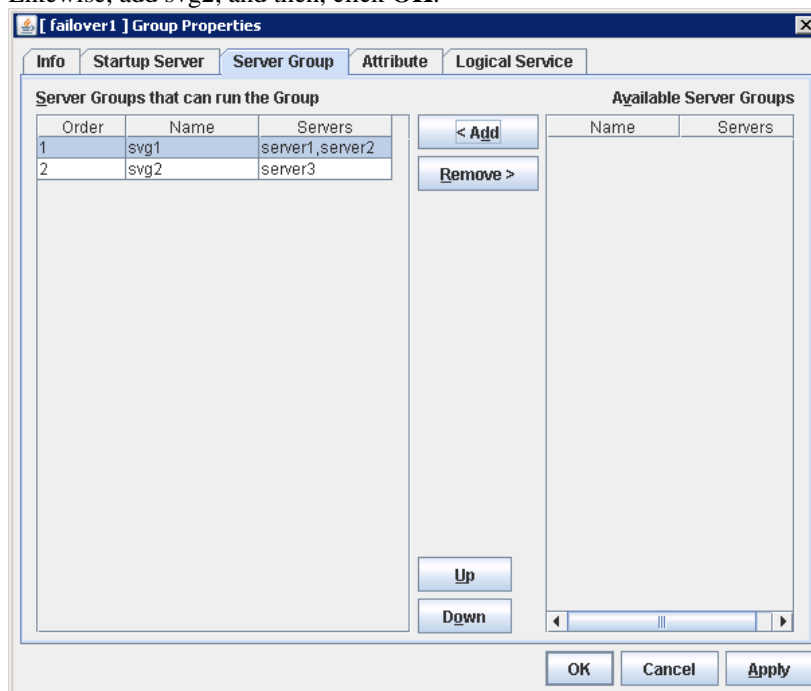 Likewise, add svg2, and then, click OK.
[ failover1 ] Group Properties
Info Startup Server Server Group Attribute Logical Service
Server Groups that can run the Group Available Server Groups
Order Name Servers < Add Name Servers
1 svg1 server1,server2
2 svg2 server3 Remove >
Up
Down
OK Cancel Apply